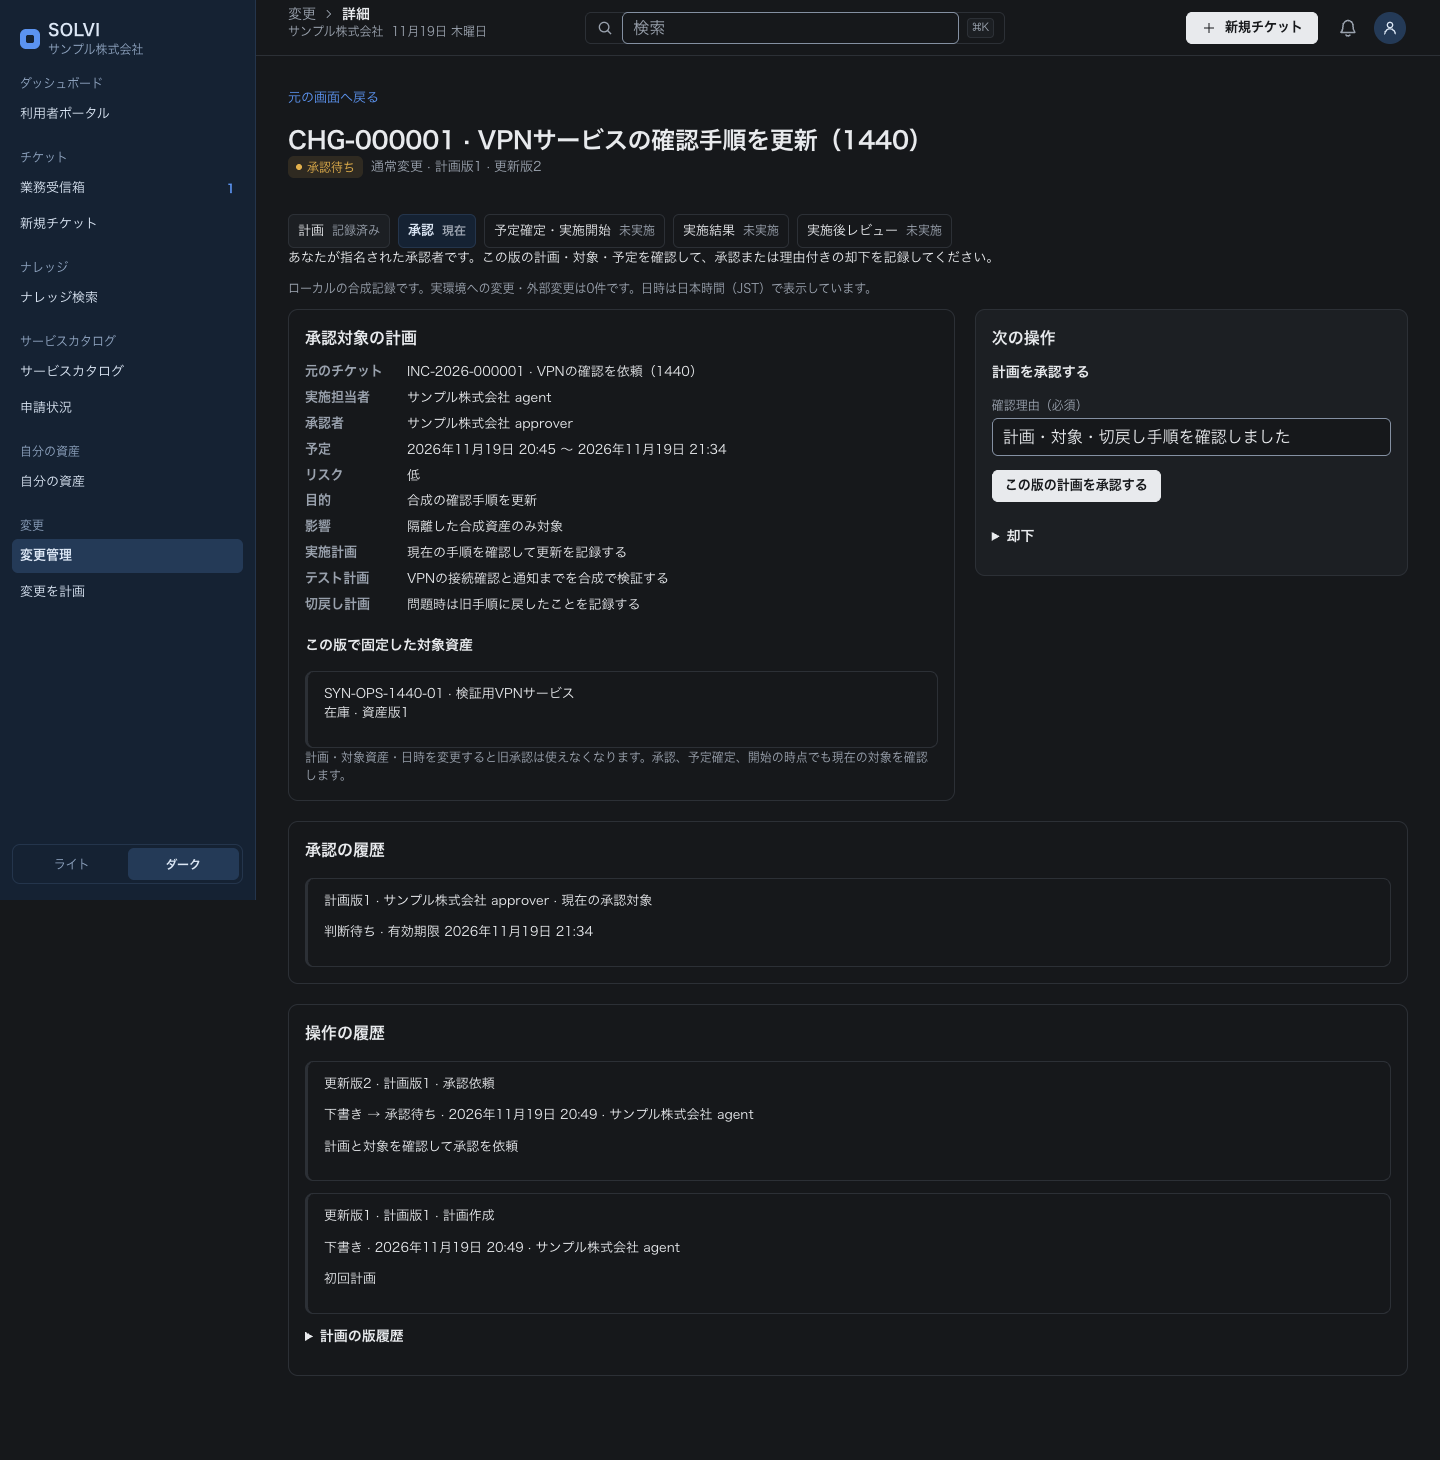 SOLVI
サンプル株式会社
ダッシュボード
利用者ポータル
チケット
業務受信箱 1
新規チケット
ナレッジ
ナレッジ検索
サービスカタログ
サービスカタログ
申請状況
自分の資産
自分の資産
変更
変更管理
変更を計画
ライト ダーク
変更 > 詳細
サンプル株式会社 11月19日 木曜日
検索 ⌘K
+ 新規チケット
元の画面へ戻る
CHG-000001 · VPNサービスの確認手順を更新（1440）
承認待ち 通常変更 · 計画版1 · 更新版2
計画 記録済み 承認 現在 予定確定・実施開始 未実施 実施結果 未実施 実施後レビュー 未実施
あなたが指名された承認者です。この版の計画・対象・予定を確認して、承認または理由付きの却下を記録してください。
ローカルの合成記録です。実環境への変更・外部変更は0件です。日時は日本時間（JST）で表示しています。
承認対象の計画
元のチケット INC-2026-000001 · VPNの確認を依頼（1440）
実施担当者 サンプル株式会社 agent
承認者 サンプル株式会社 approver
予定 2026年11月19日 20:45 〜 2026年11月19日 21:34
リスク 低
目的 合成の確認手順を更新
影響 隔離した合成資産のみ対象
実施計画 現在の手順を確認して更新を記録する
テスト計画 VPNの接続確認と通知までを合成で検証する
切戻し計画 問題時は旧手順に戻したことを記録する
この版で固定した対象資産
SYN-OPS-1440-01 · 検証用VPNサービス
在庫 · 資産版1
計画・対象資産・日時を変更すると旧承認は使えなくなります。承認、予定確定、開始の時点でも現在の対象を確認
します。
次の操作
計画を承認する
確認理由（必須）
計画・対象・切戻し手順を確認しました
この版の計画を承認する
▶ 却下
承認の履歴
計画版1 · サンプル株式会社 approver · 現在の承認対象
判断待ち · 有効期限 2026年11月19日 21:34
操作の履歴
更新版2 · 計画版1 · 承認依頼
下書き → 承認待ち · 2026年11月19日 20:49 · サンプル株式会社 agent
計画と対象を確認して承認を依頼
更新版1 · 計画版1 · 計画作成
下書き · 2026年11月19日 20:49 · サンプル株式会社 agent
初回計画
▶ 計画の版履歴